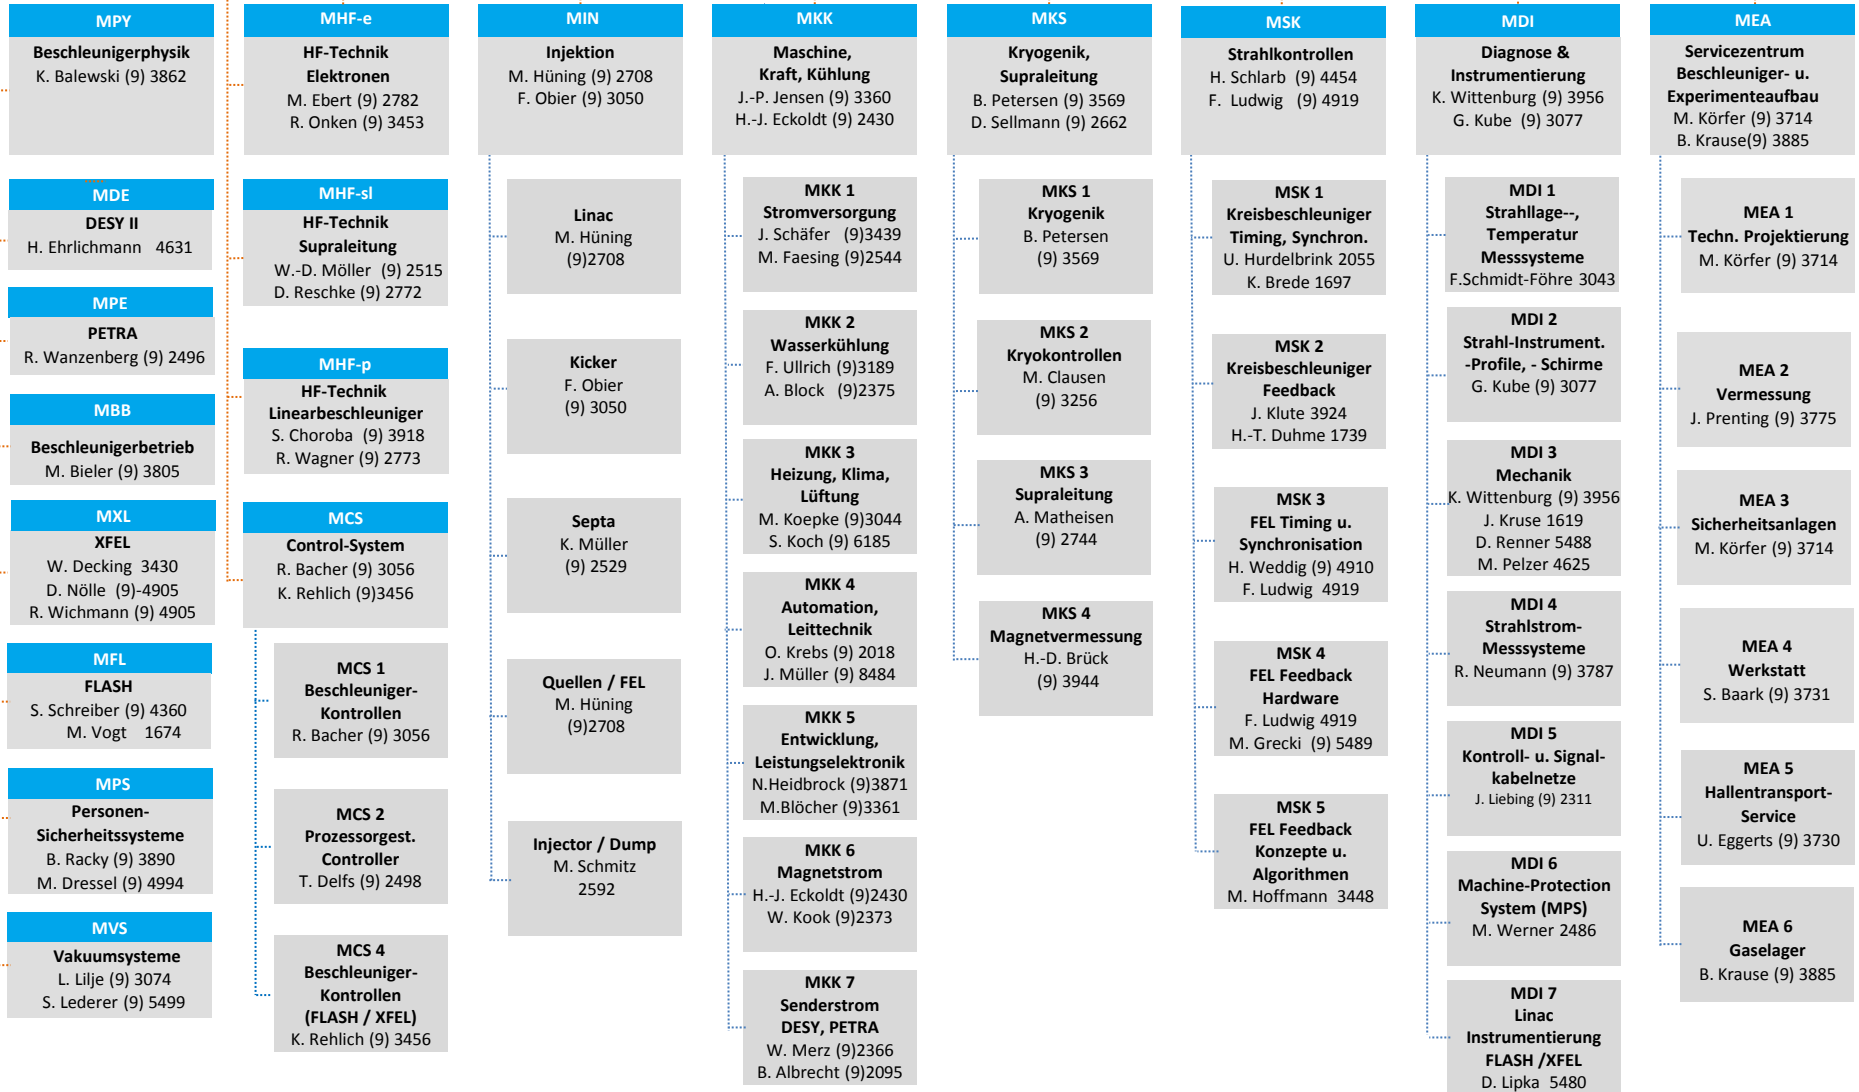 MPY
Beschleunigerphysik
K. Balewski (9) 3862
MDE
DESY II
H. Ehrlichmann 4631
MPE
PETRA
R. Wanzenberg (9) 2496
MBB
Beschleunigerbetrieb
M. Bieler (9) 3805
MXL
XFEL
W. Decking 3430
D. Nölle (9)-4905
R. Wichmann (9) 4905
MFL
FLASH
S. Schreiber (9) 4360
M. Vogt 1674
MPS
Personen-
Sicherheitssysteme
B. Racky (9) 3890
M. Dressel (9) 4994
MVS
Vakuumsysteme
L. Lilje (9) 3074
S. Lederer (9) 5499
MHF-e
HF-Technik
Elektronen
M. Ebert (9) 2782
R. Onken (9) 3453
MHF-sl
HF-Technik
Supraleitung
W.-D. Möller (9) 2515
D. Reschke (9) 2772
MHF-p
HF-Technik
Linearbeschleuniger
S. Choroba (9) 3918
R. Wagner (9) 2773
MCS
Control-System
R. Bacher (9) 3056
K. Rehlich (9)3456
MCS 1
Beschleuniger-
Kontrollen
R. Bacher (9) 3056
MCS 2
Prozessorgest.
Controller
T. Delfs (9) 2498
MCS 4
Beschleuniger-
Kontrollen
(FLASH / XFEL)
K. Rehlich (9) 3456
MIN
Injektion
M. Hüning (9) 2708
F. Obier (9) 3050
Linac
M. Hüning
(9)2708
Kicker
F. Obier
(9) 3050
Septa
K. Müller
(9) 2529
Quellen / FEL
M. Hüning
(9)2708
Injector / Dump
M. Schmitz
2592
MKK
Maschine,
Kraft, Kühlung
J.-P. Jensen (9) 3360
H.-J. Eckoldt (9) 2430
MKK 1
Stromversorgung
J. Schäfer (9)3439
M. Faesing (9)2544
MKK 2
Wasserkühlung
F. Ullrich (9)3189
A. Block (9)2375
MKK 3
Heizung, Klima,
Lüftung
M. Koepke (9)3044
S. Koch (9) 6185
MKK 4
Automation,
Leittechnik
O. Krebs (9) 2018
J. Müller (9) 8484
MKK 5
Entwicklung,
Leistungselektronik
N.Heidbrock (9)3871
M.Blöcher (9)3361
MKK 6
Magnetstrom
H.-J. Eckoldt (9)2430
W. Kook (9)2373
MKK 7
Senderstrom
DESY, PETRA
W. Merz (9)2366
B. Albrecht (9)2095
MKS
Kryogenik,
Supraleitung
B. Petersen (9) 3569
D. Sellmann (9) 2662
MKS 1
Kryogenik
B. Petersen
(9) 3569
MKS 2
Kryokontrollen
M. Clausen
(9) 3256
MKS 3
Supraleitung
A. Matheisen
(9) 2744
MKS 4
Magnetvermessung
H.-D. Brück
(9) 3944
MSK
Strahlkontrollen
H. Schlarb (9) 4454
F. Ludwig (9) 4919
MSK 1
Kreisbeschleuniger
Timing, Synchron.
U. Hurdelbrink 2055
K. Brede 1697
MSK 2
Kreisbeschleuniger
Feedback
J. Klute 3924
H.-T. Duhme 1739
MSK 3
FEL Timing u.
Synchronisation
H. Weddig (9) 4910
F. Ludwig 4919
MSK 4
FEL Feedback
Hardware
F. Ludwig 4919
M. Grecki (9) 5489
MSK 5
FEL Feedback
Konzepte u.
Algorithmen
M. Hoffmann 3448
MDI
Diagnose &
Instrumentierung
K. Wittenburg (9) 3956
G. Kube (9) 3077
MDI 1
Strahllage--,
Temperatur
Messsysteme
F.Schmidt-Föhre 3043
MDI 2
Strahl-Instrument.
-Profile, - Schirme
G. Kube (9) 3077
MDI 3
Mechanik
K. Wittenburg (9) 3956
J. Kruse 1619
D. Renner 5488
M. Pelzer 4625
MDI 4
Strahlstrom-
Messsysteme
R. Neumann (9) 3787
MDI 5
Kontroll- u. Signal-
kabelnetze
J. Liebing (9) 2311
MDI 6
Machine-Protection
System (MPS)
M. Werner 2486
MDI 7
Linac
Instrumentierung
FLASH /XFEL
D. Lipka 5480
MEA
Servicezentrum
Beschleuniger- u.
Experimenteaufbau
M. Körfer (9) 3714
B. Krause(9) 3885
MEA 1
Techn. Projektierung
M. Körfer (9) 3714
MEA 2
Vermessung
J. Prenting (9) 3775
MEA 3
Sicherheitsanlagen
M. Körfer (9) 3714
MEA 4
Werkstatt
S. Baark (9) 3731
MEA 5
Hallentransport-
Service
U. Eggerts (9) 3730
MEA 6
Gaselager
B. Krause (9) 3885